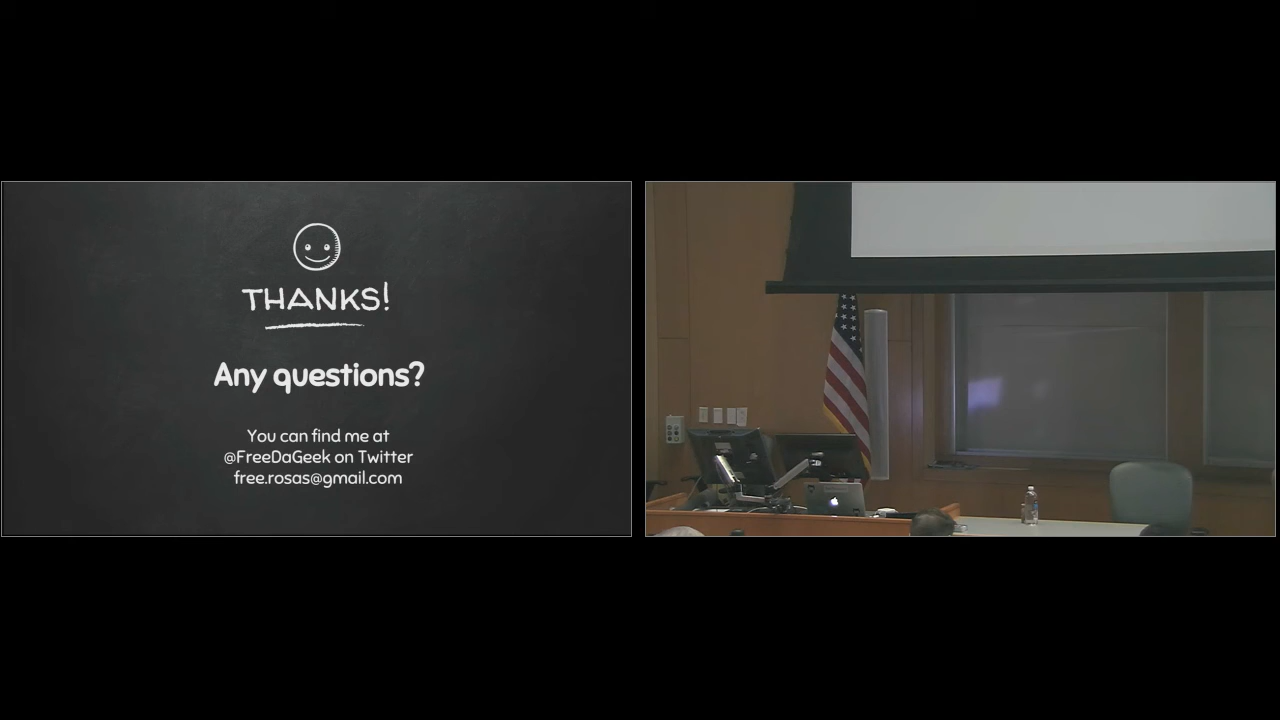 THANKS!
Any questions?
You can find me at
@FreeDaGeek on Twitter
free.rosas@gmail.com